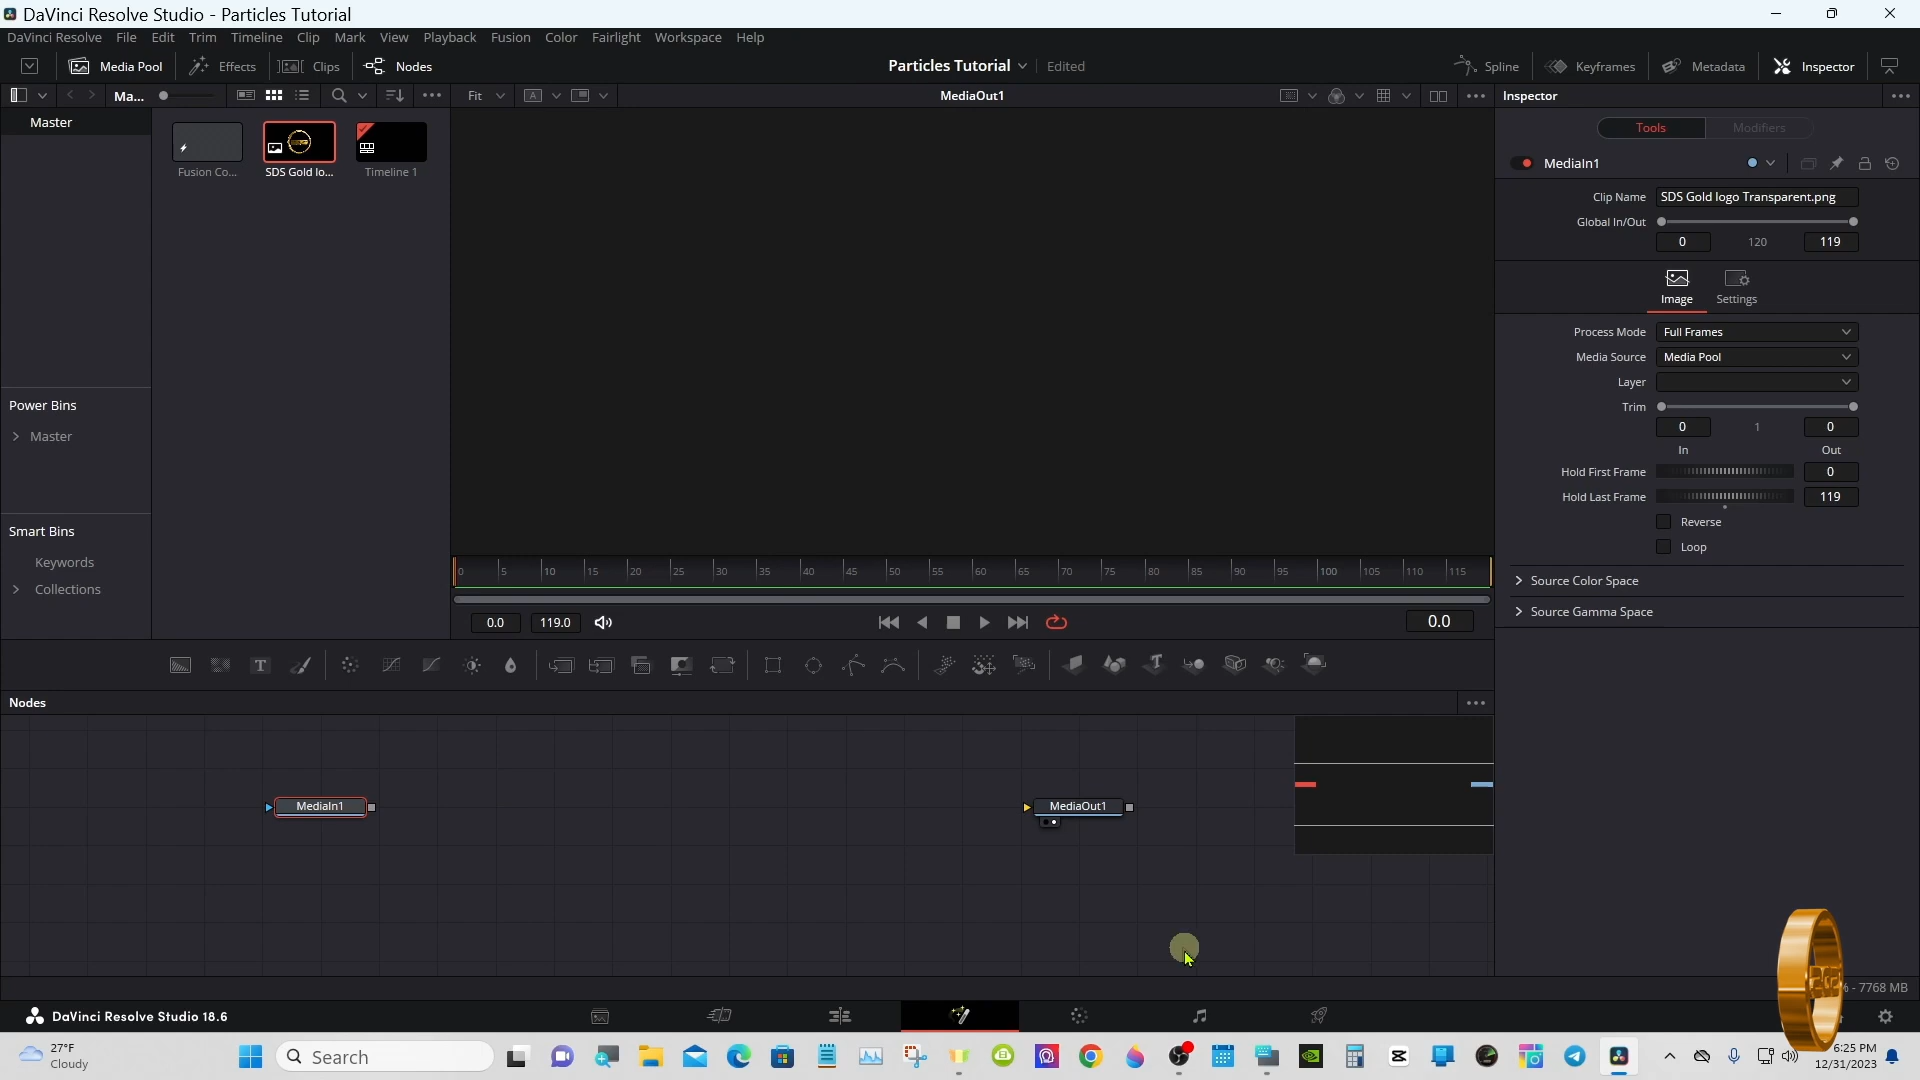 DaVinci Resolve Studio - Particles Tutorial
DaVinci Resolve File Edit Trim Timeline Clip Mark View Playback Fusion Color Fairlight Workspace Help
Media Pool Effects Clips Nodes Particles Tutorial Edited Spline Keyframes Metadata Inspector
Ma... Fit A MediaOut1 Inspector
Master
Fusion Co... SDS Gold lo... Timeline 1
Power Bins
Master
Smart Bins
Keywords
Collections
0 5 10 15 20 25 30 35 40 45 50 55 60 65 70 75 80 85 90 95 100 105 110 115
0.0 119.0 0.0
T T
Tools Modifiers
MediaIn1
Clip Name SDS Gold logo Transparent.png
Global In/Out
0 120 119
Image Settings
Process Mode Full Frames
Media Source Media Pool
Layer
Trim
0 1 0
In Out
Hold First Frame 0
Hold Last Frame 119
Reverse
Loop
Source Color Space
Source Gamma Space
Nodes
MediaIn1 MediaOut1
- 7768 MB
DaVinci Resolve Studio 18.6
27°F
Cloudy
Search
6:25 PM
12/31/2023